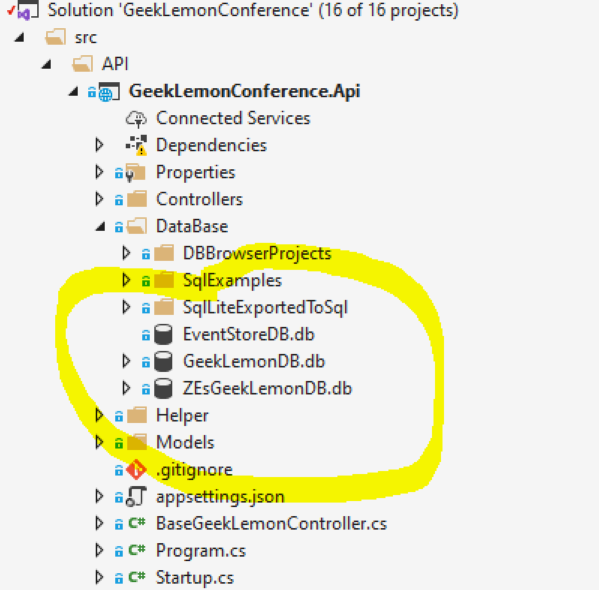 Solution 'GeekLemonConference' (16 of 16 projects)
src
API
GeekLemonConference.Api
Connected Services
Dependencies
Properties
Controllers
DataBase
DBBrowserProjects
SqlExamples
SqlLiteExportedToSql
EventStoreDB.db
GeekLemonDB.db
ZEsGeekLemonDB.db
Helper
Models
.gitignore
appsettings.json
C# BaseGeekLemonController.cs
C# Program.cs
C# Startup.cs